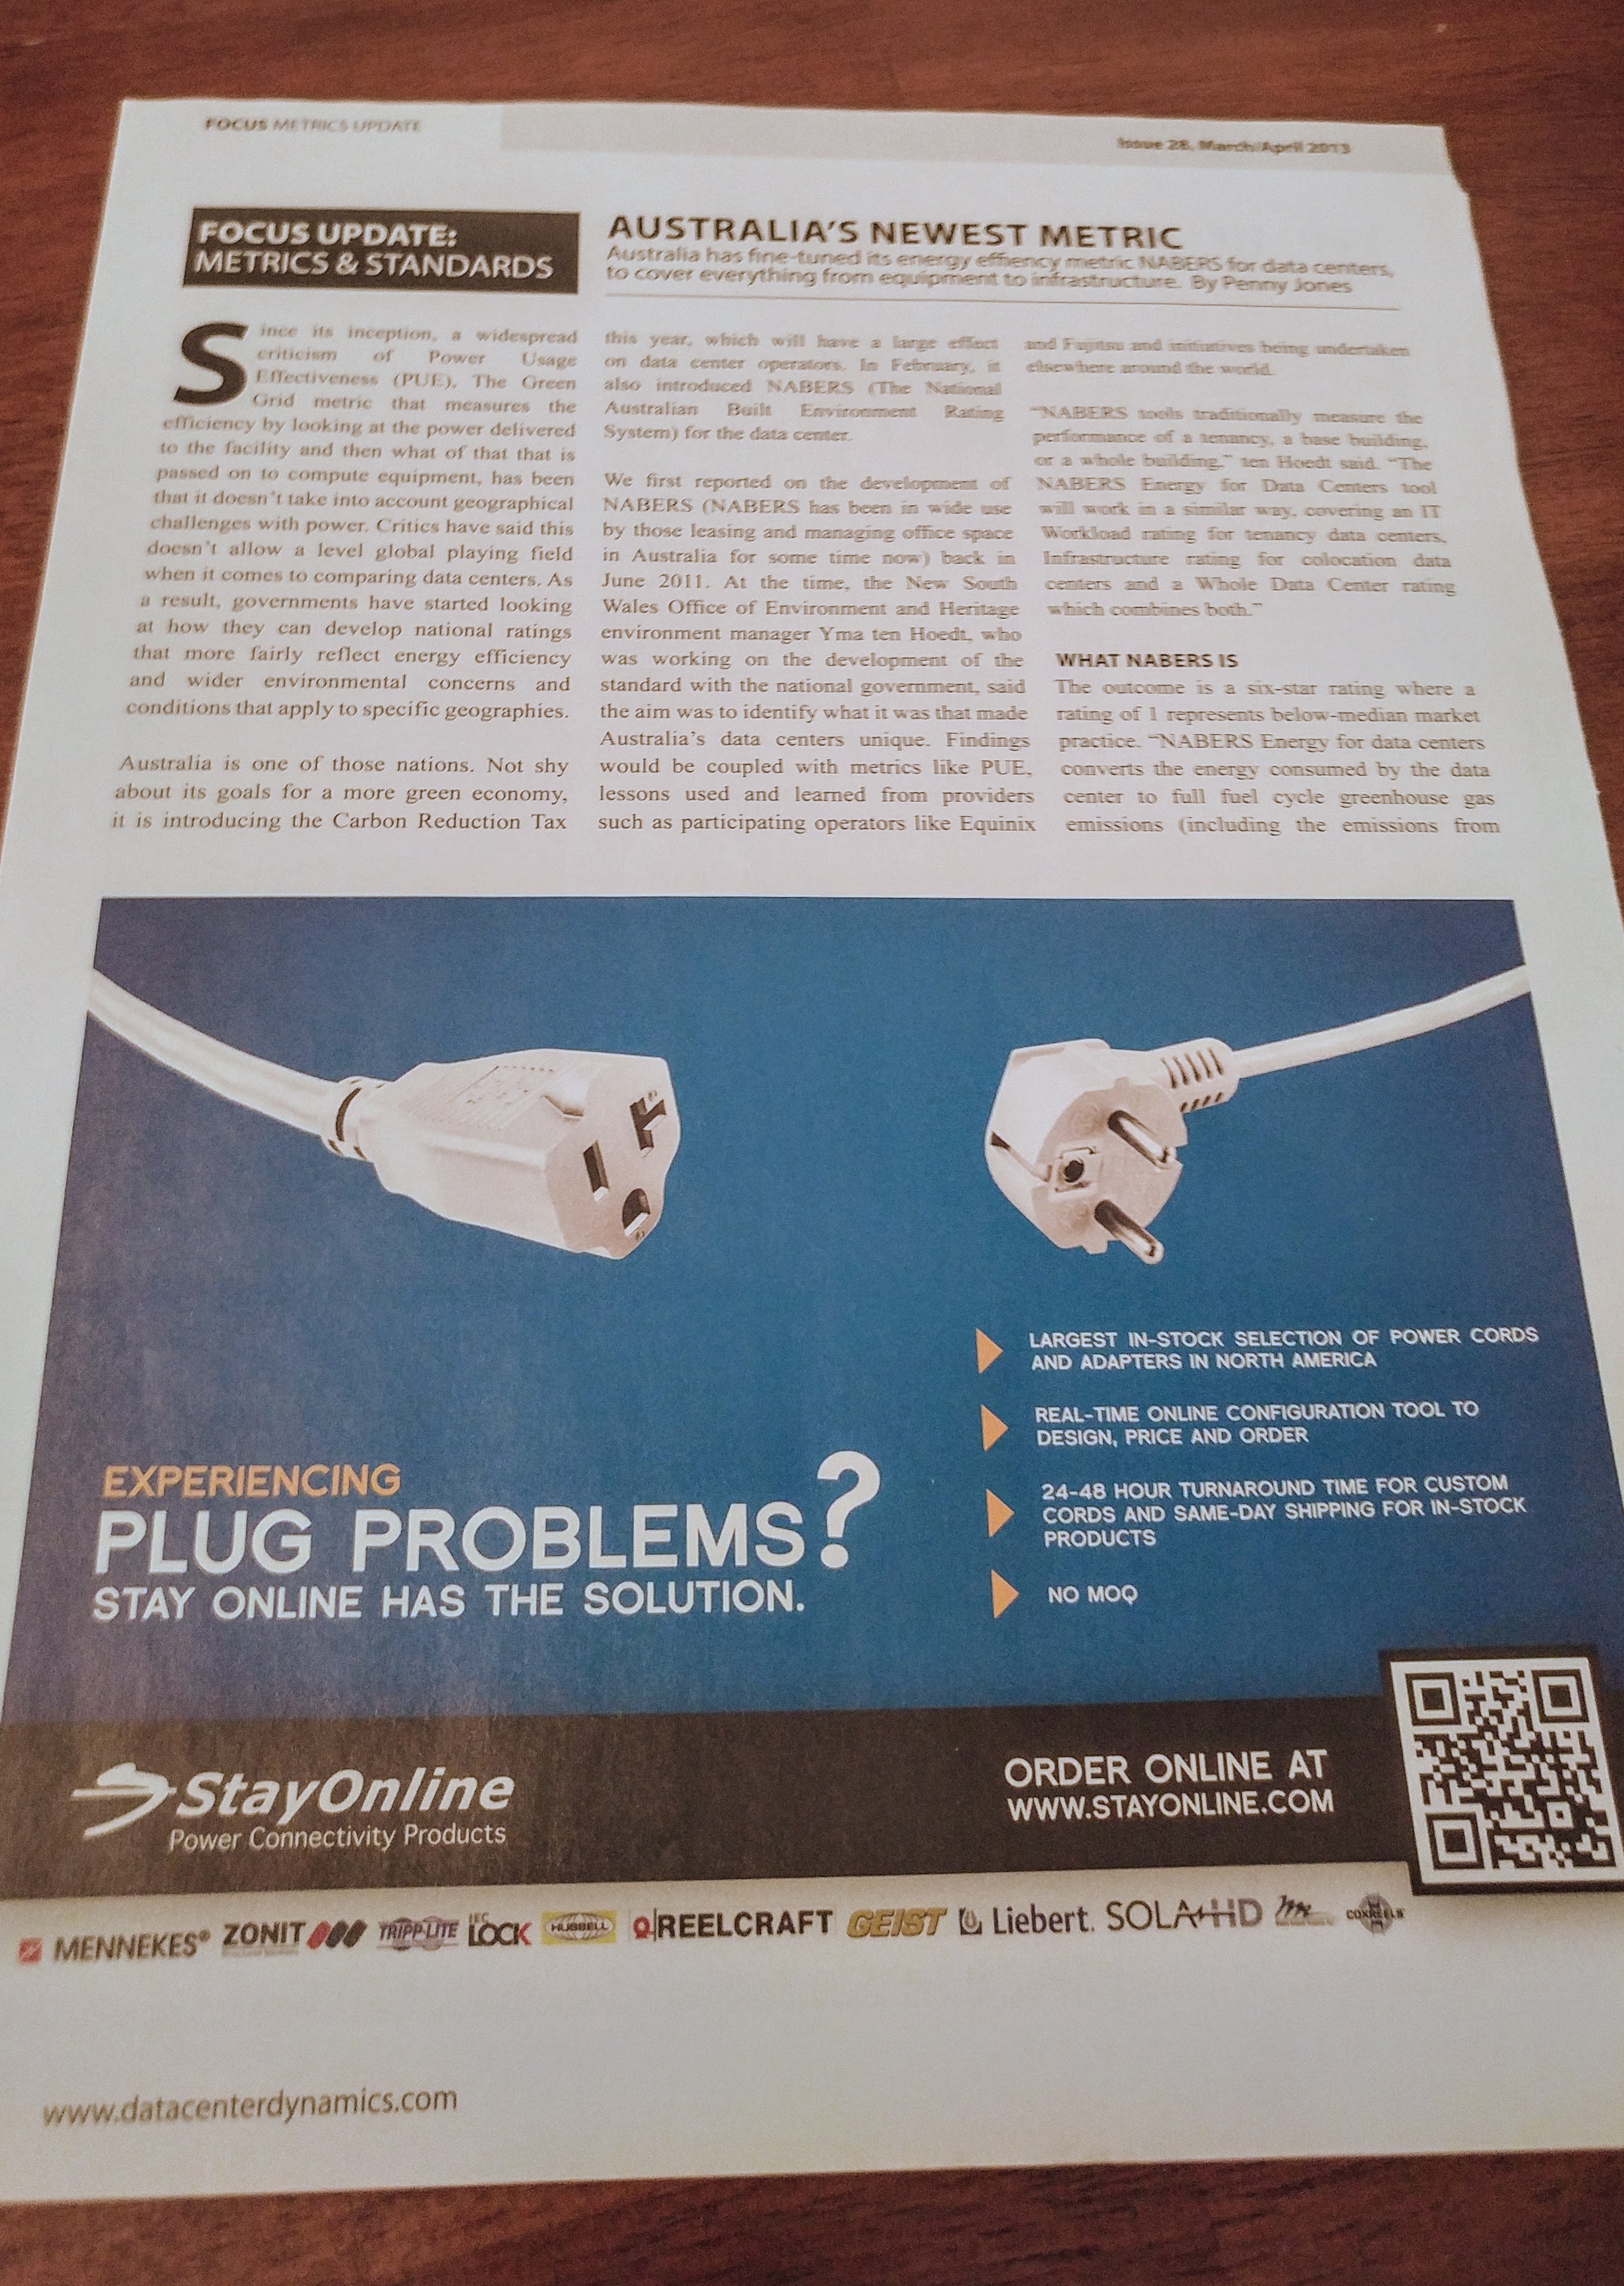 FOCUS METRICS UPDATE
Issue 28, March/April 2013
FOCUS UPDATE:
METRICS & STANDARDS
AUSTRALIA'S NEWEST METRIC
Australia has fine-tuned its energy effiency metric NABERS for data centers,
to cover everything from equipment to infrastructure. By Penny Jones
Since its inception, a widespread
criticism of Power Usage
Effectiveness (PUE), The Green
Grid metric that measures the
efficiency by looking at the power delivered
to the facility and then what of that that is
passed on to compute equipment, has been
that it doesn't take into account geographical
challenges with power. Critics have said this
doesn't allow a level global playing field
when it comes to comparing data centers. As
a result, governments have started looking
at how they can develop national ratings
that more fairly reflect energy efficiency
and wider environmental concerns and
conditions that apply to specific geographies.
Australia is one of those nations. Not shy
about its goals for a more green economy,
it is introducing the Carbon Reduction Tax
this year, which will have a large effect
on data center operators. In February, it
also introduced NABERS (The National
Australian Built Environment Rating
System) for the data center.
We first reported on the development of
NABERS (NABERS has been in wide use
by those leasing and managing office space
in Australia for some time now) back in
June 2011. At the time, the New South
Wales Office of Environment and Heritage
environment manager Yma ten Hoedt, who
was working on the development of the
standard with the national government, said
the aim was to identify what it was that made
Australia's data centers unique. Findings
would be coupled with metrics like PUE,
lessons used and learned from providers
such as participating operators like Equinix
and Fujitsu and initiatives being undertaken
elsewhere around the world.
"NABERS tools traditionally measure the
performance of a tenancy, a base building,
or a whole building," ten Hoedt said. "The
NABERS Energy for Data Centers tool
will work in a similar way, covering an IT
Workload rating for tenancy data centers,
Infrastructure rating for colocation data
centers and a Whole Data Center rating
which combines both."
WHAT NABERS IS
The outcome is a six-star rating where a
rating of 1 represents below-median market
practice. "NABERS Energy for data centers
converts the energy consumed by the data
center to full fuel cycle greenhouse gas
emissions (including the emissions from
LARGEST IN-STOCK SELECTION OF POWER CORDS
AND ADAPTERS IN NORTH AMERICA
REAL-TIME ONLINE CONFIGURATION TOOL TO
DESIGN, PRICE AND ORDER
24-48 HOUR TURNAROUND TIME FOR CUSTOM
CORDS AND SAME-DAY SHIPPING FOR IN-STOCK
PRODUCTS
NO MOQ
EXPERIENCING
PLUG PROBLEMS?
STAY ONLINE HAS THE SOLUTION.
StayOnline
Power Connectivity Products
ORDER ONLINE AT
WWW.STAYONLINE.COM
MENNEKES® ZONIT TRIPP-LITE IEC LOCK HUBBELL REELCRAFT GEIST Liebert. SOLA HD COXREELS
www.datacenterdynamics.com